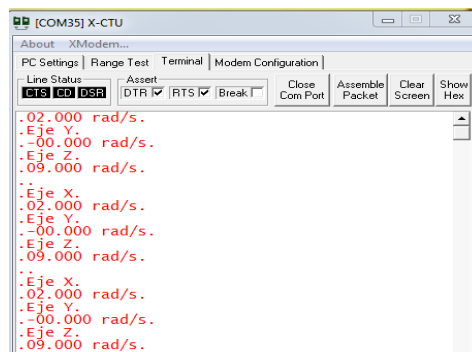 [COM35] X-CTU
About XModem...
PC Settings Range Test Terminal Modem Configuration
Line Status
CTS CD DSR
Assert
DTR RTS Break
Close Com Port
Assemble Packet
Clear Screen
Show Hex
.02.000 rad/s.
.Eje Y.
.-00.000 rad/s.
.Eje Z.
.09.000 rad/s.
..
.Eje X.
.02.000 rad/s.
.Eje Y.
.-00.000 rad/s.
.Eje Z.
.09.000 rad/s.
..
.Eje X.
.02.000 rad/s.
.Eje Y.
.-00.000 rad/s.
.Eje Z.
.09.000 rad/s.